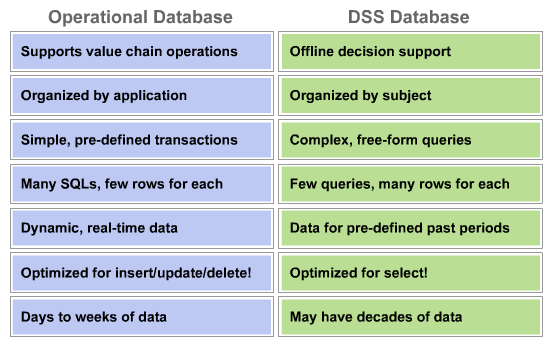 Operational Database
DSS Database
Supports value chain operations
Offline decision support
Organized by application
Organized by subject
Simple, pre-defined transactions
Complex, free-form queries
Many SQLs, few rows for each
Few queries, many rows for each
Dynamic, real-time data
Data for pre-defined past periods
Optimized for insert/update/delete!
Optimized for select!
Days to weeks of data
May have decades of data